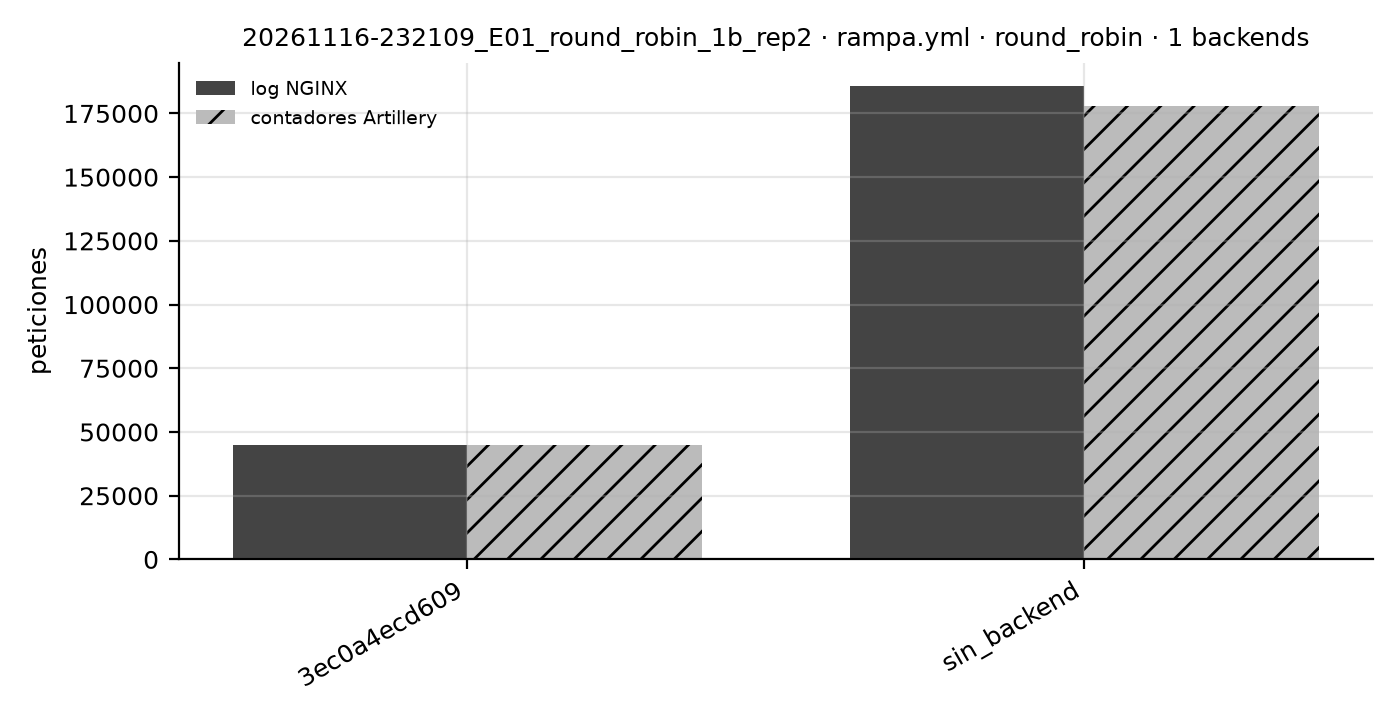 20261116-232109_E01_round_robin_1b_rep2 · rampa.yml · round_robin · 1 backends
log NGINX
contadores Artillery
peticiones
175000
150000
125000
100000
75000
50000
25000
0
3ec0a4ecd609
sin_backend